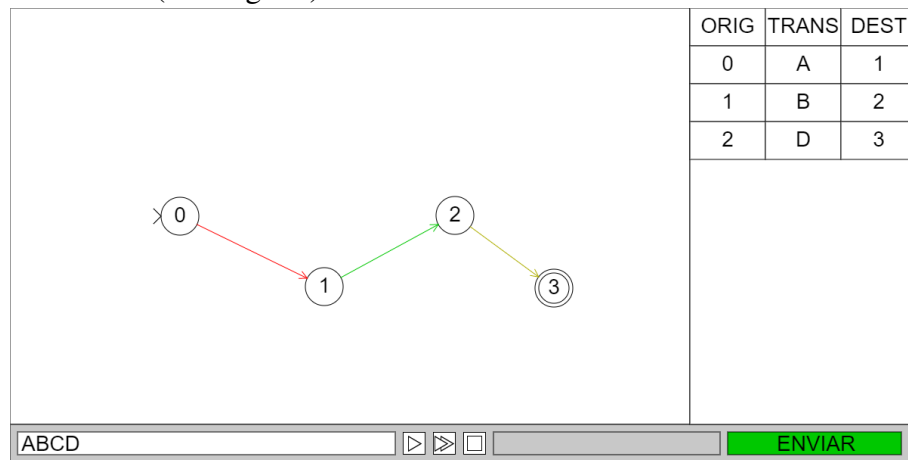 ORIG TRANS DEST
0 A 1
1 B 2
2 D 3
0
2
1
3
ABCD
ENVIAR